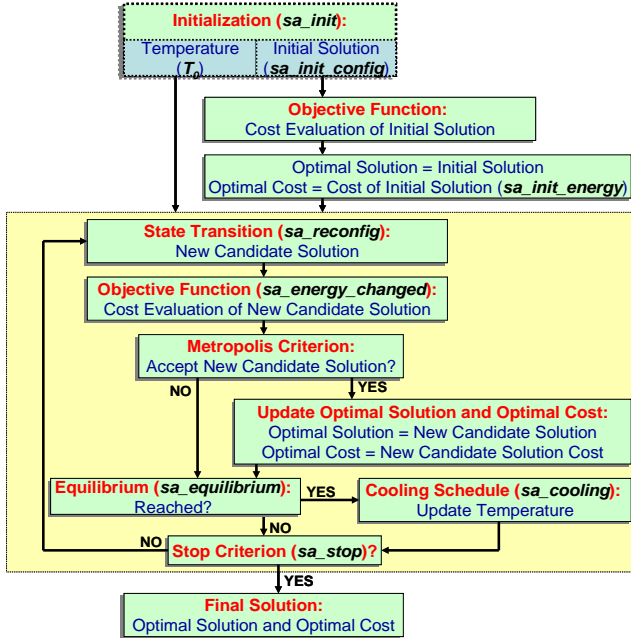 Initialization (sa_init):
Temperature
(T0)
Initial Solution
(sa_init_config)
Objective Function:
Cost Evaluation of Initial Solution
Optimal Solution = Initial Solution
Optimal Cost = Cost of Initial Solution (sa_init_energy)
State Transition (sa_reconfig):
New Candidate Solution
Objective Function (sa_energy_changed):
Cost Evaluation of New Candidate Solution
Metropolis Criterion:
Accept New Candidate Solution?
NO
YES
Update Optimal Solution and Optimal Cost:
Optimal Solution = New Candidate Solution
Optimal Cost = New Candidate Solution Cost
Equilibrium (sa_equilibrium):
Reached?
YES
Cooling Schedule (sa_cooling):
Update Temperature
NO
NO
Stop Criterion (sa_stop)?
YES
Final Solution:
Optimal Solution and Optimal Cost